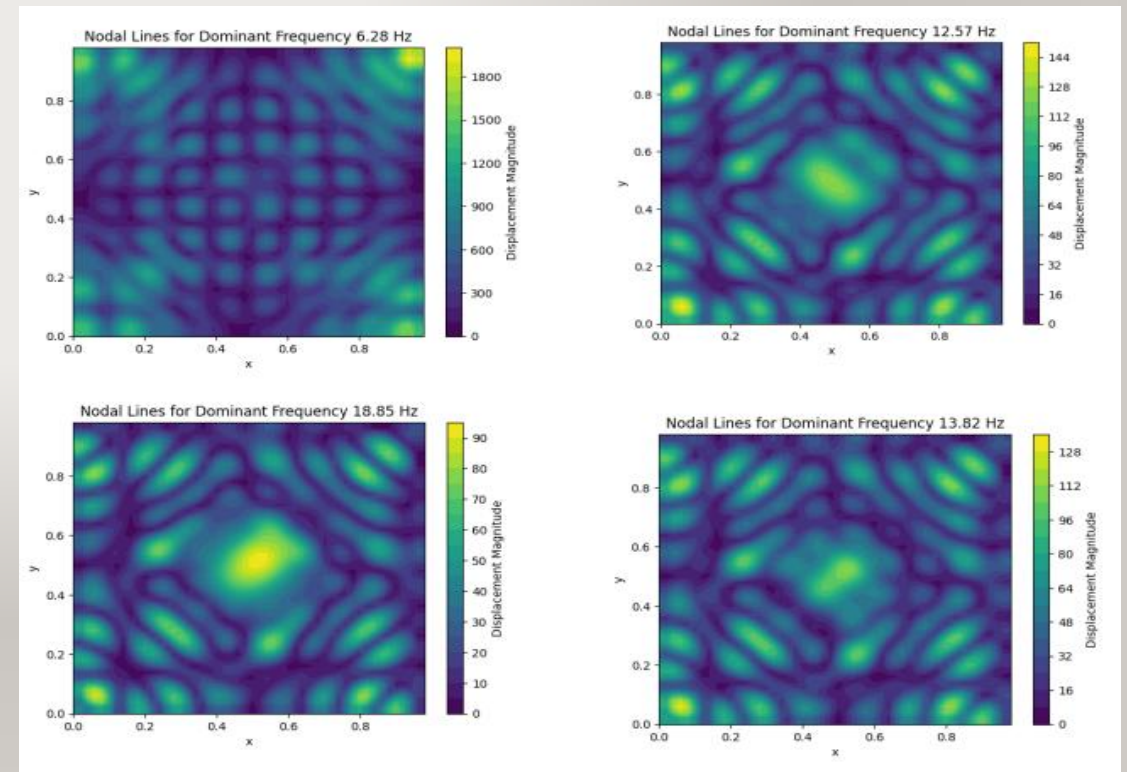 Nodal Lines for Dominant Frequency 6.28 Hz
0.8
0.6
0.4
0.2
0.0
y
0.0 0.2 0.4 0.6 0.8
x
1800
1500
1200
900
600
300
0
Displacement Magnitude
Nodal Lines for Dominant Frequency 12.57 Hz
0.8
0.6
0.4
0.2
0.0
y
0.0 0.2 0.4 0.6 0.8
x
144
128
112
96
80
64
48
32
16
0
Displacement Magnitude
Nodal Lines for Dominant Frequency 18.85 Hz
0.8
0.6
0.4
0.2
0.0
y
0.0 0.2 0.4 0.6 0.8
x
90
80
70
60
50
40
30
20
10
0
Displacement Magnitude
Nodal Lines for Dominant Frequency 13.82 Hz
0.8
0.6
0.4
0.2
0.0
y
0.0 0.2 0.4 0.6 0.8
x
128
112
96
80
64
48
32
16
0
Displacement Magnitude